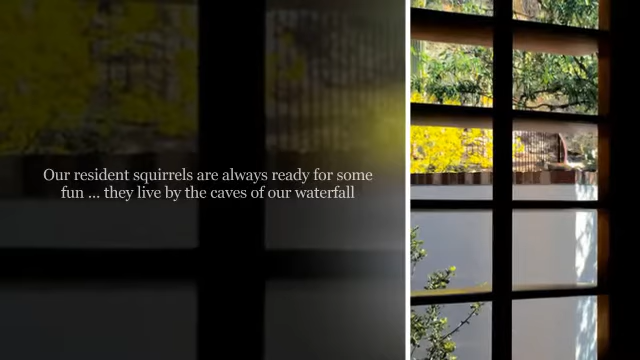 Our resident squirrels are always ready for some
fun ... they live by the caves of our waterfall